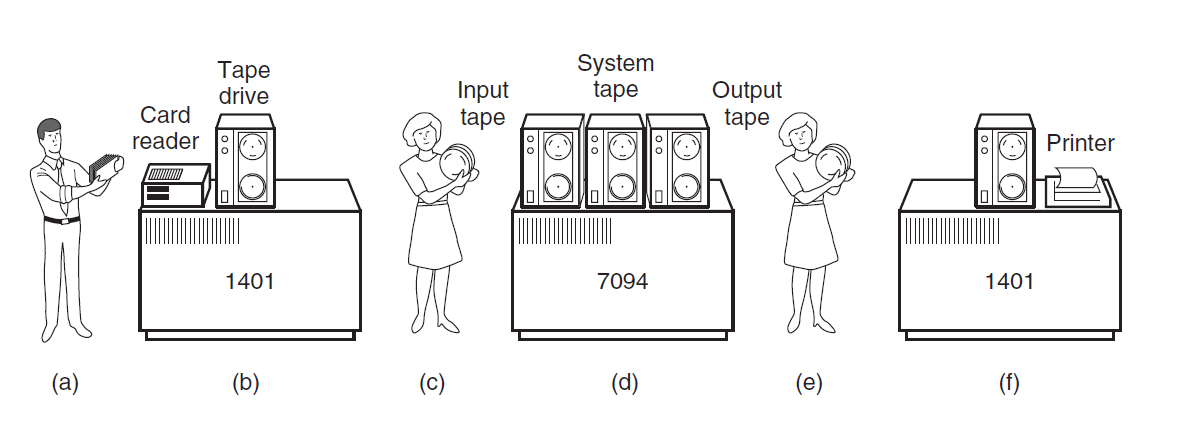 Tape
drive
Card
reader
1401
Input
tape
System
tape
7094
Output
tape
Printer
1401
(a)
(b)
(c)
(d)
(e)
(f)